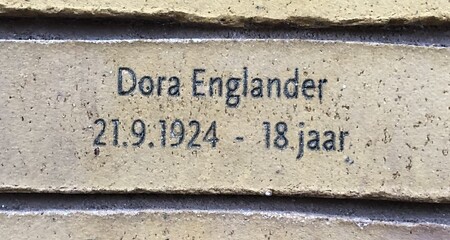 Dora Englander
21.9.1924 - 18 jaar